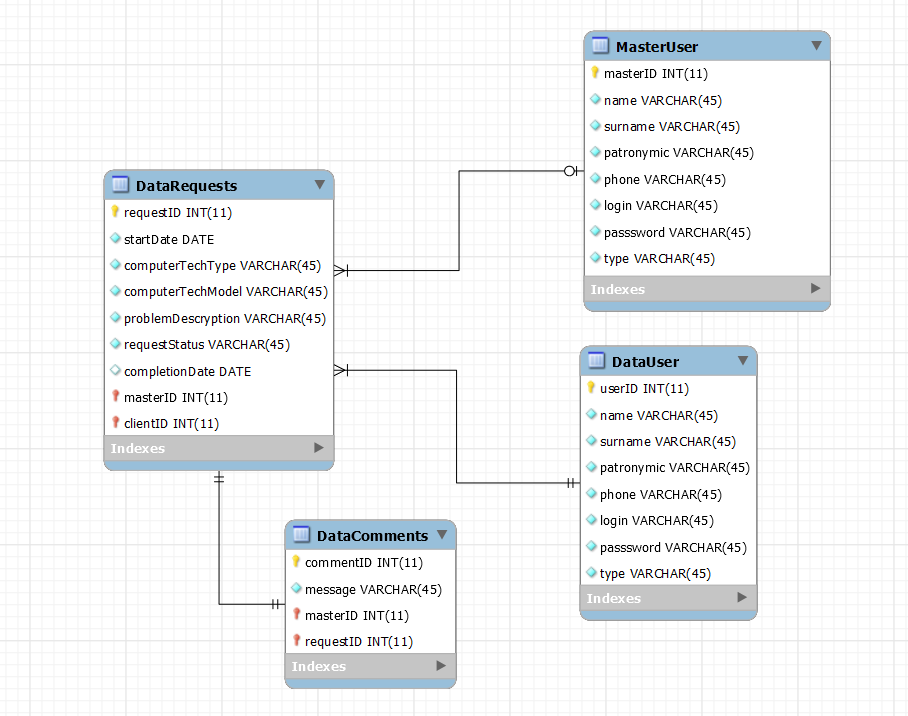 MasterUser
masterID INT(11)
name VARCHAR(45)
surname VARCHAR(45)
patronymic VARCHAR(45)
phone VARCHAR(45)
login VARCHAR(45)
passsword VARCHAR(45)
type VARCHAR(45)
Indexes
DataRequests
requestID INT(11)
startDate DATE
computerTechType VARCHAR(45)
computerTechModel VARCHAR(45)
problemDescryption VARCHAR(45)
requestStatus VARCHAR(45)
completionDate DATE
masterID INT(11)
clientID INT(11)
Indexes
DataUser
userID INT(11)
name VARCHAR(45)
surname VARCHAR(45)
patronymic VARCHAR(45)
phone VARCHAR(45)
login VARCHAR(45)
passsword VARCHAR(45)
type VARCHAR(45)
Indexes
DataComments
commentID INT(11)
message VARCHAR(45)
masterID INT(11)
requestID INT(11)
Indexes